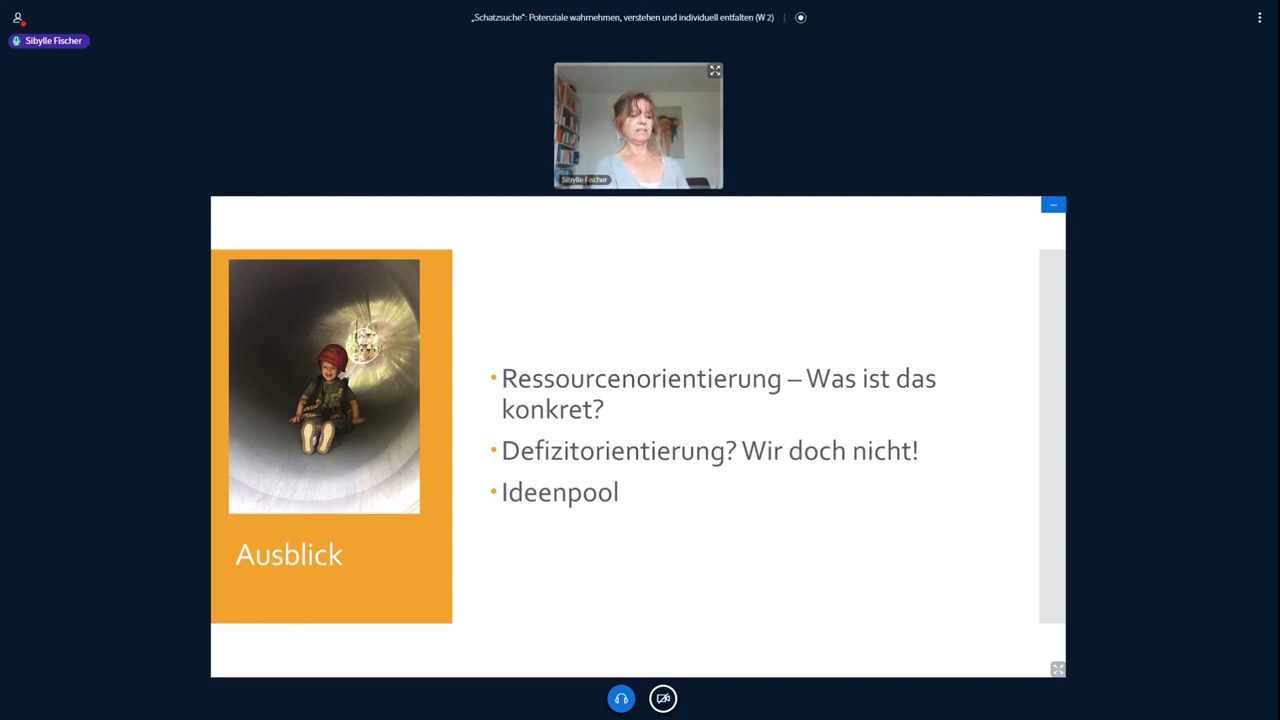 „Schatzsuche“: Potenziale wahrnehmen, verstehen und individuell entfalten (W 2)
Sibylle Fischer
Sibylle Fischer
• Ressourcenorientierung – Was ist das
konkret?
• Defizitorientierung? Wir doch nicht!
• Ideenpool
Ausblick